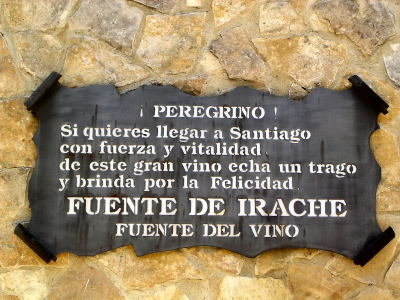 ¡ PEREGRINO !
Si quieres llegar a Santiago
con fuerza y vitalidad
de este gran vino echa un trago
y brinda por la Felicidad.
FUENTE DE IRACHE
FUENTE DEL VINO